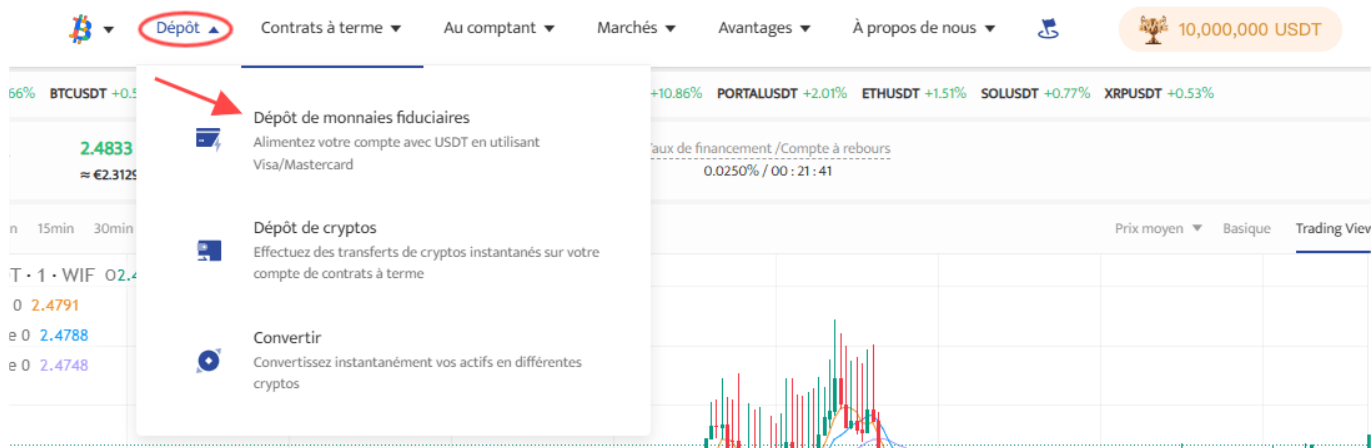 Dépôt Contrats à terme Au comptant Marchés Avantages À propos de nous 10,000,000 USDT
66% BTCUSDT +0.5 +10.86% PORTALUSDT +2.01% ETHUSDT +1.51% SOLUSDT +0.77% XRPUSDT +0.53%
Dépôt de monnaies fiduciaires
Alimentez votre compte avec USDT en utilisant
Visa/Mastercard
2.4833
≈ €2.3129
aux de financement /Compte à rebours
0.0250% / 00 : 21 : 41
n 15min 30min
Dépôt de cryptos
Effectuez des transferts de cryptos instantanés sur votre
compte de contrats à terme
Prix moyen Basique Trading View
T · 1 · WIF O2.4
0 2.4791
e 0 2.4788
e 0 2.4748
Convertir
Convertissez instantanément vos actifs en différentes
cryptos